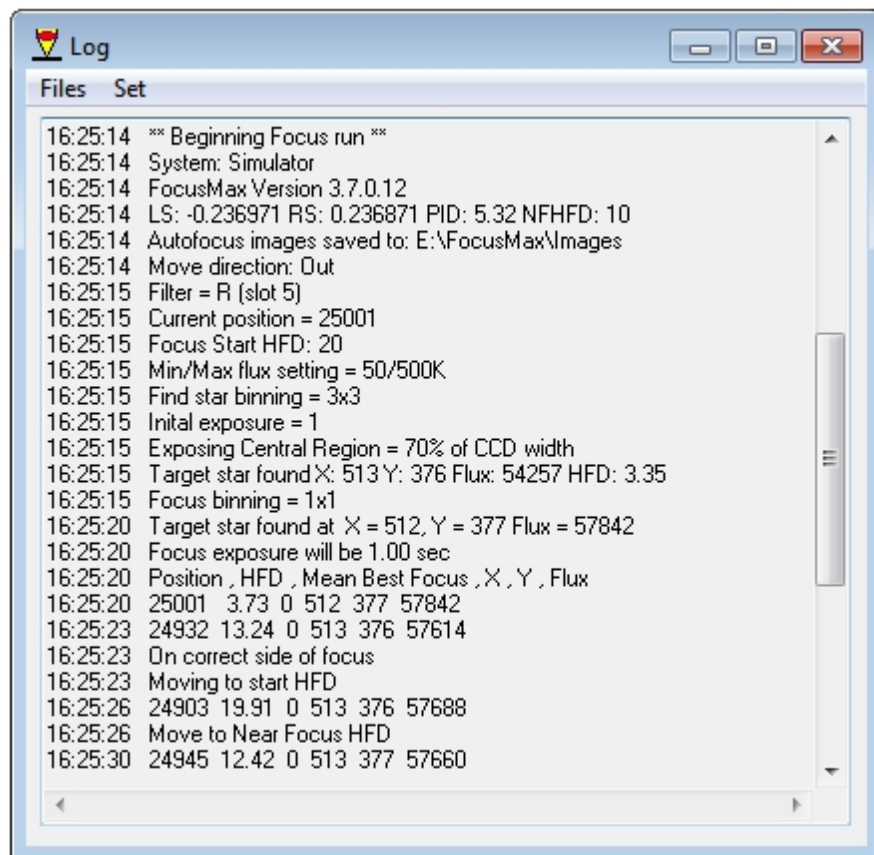 Log
Files Set
16:25:14 ** Beginning Focus run **
16:25:14 System: Simulator
16:25:14 FocusMax Version 3.7.0.12
16:25:14 LS: -0.236971 RS: 0.236871 PID: 5.32 NFHFD: 10
16:25:14 Autofocus images saved to: E:\FocusMax\Images
16:25:14 Move direction: Out
16:25:15 Filter = R (slot 5)
16:25:15 Current position = 25001
16:25:15 Focus Start HFD: 20
16:25:15 Min/Max flux setting = 50/500K
16:25:15 Find star binning = 3x3
16:25:15 Inital exposure = 1
16:25:15 Exposing Central Region = 70% of CCD width
16:25:15 Target star found X: 513 Y: 376 Flux: 54257 HFD: 3.35
16:25:15 Focus binning = 1x1
16:25:20 Target star found at X = 512, Y = 377 Flux = 57842
16:25:20 Focus exposure will be 1.00 sec
16:25:20 Position , HFD , Mean Best Focus , X , Y , Flux
16:25:20 25001 3.73 0 512 377 57842
16:25:23 24932 13.24 0 513 376 57614
16:25:23 On correct side of focus
16:25:23 Moving to start HFD
16:25:26 24903 19.91 0 513 376 57688
16:25:26 Move to Near Focus HFD
16:25:30 24945 12.42 0 513 377 57660